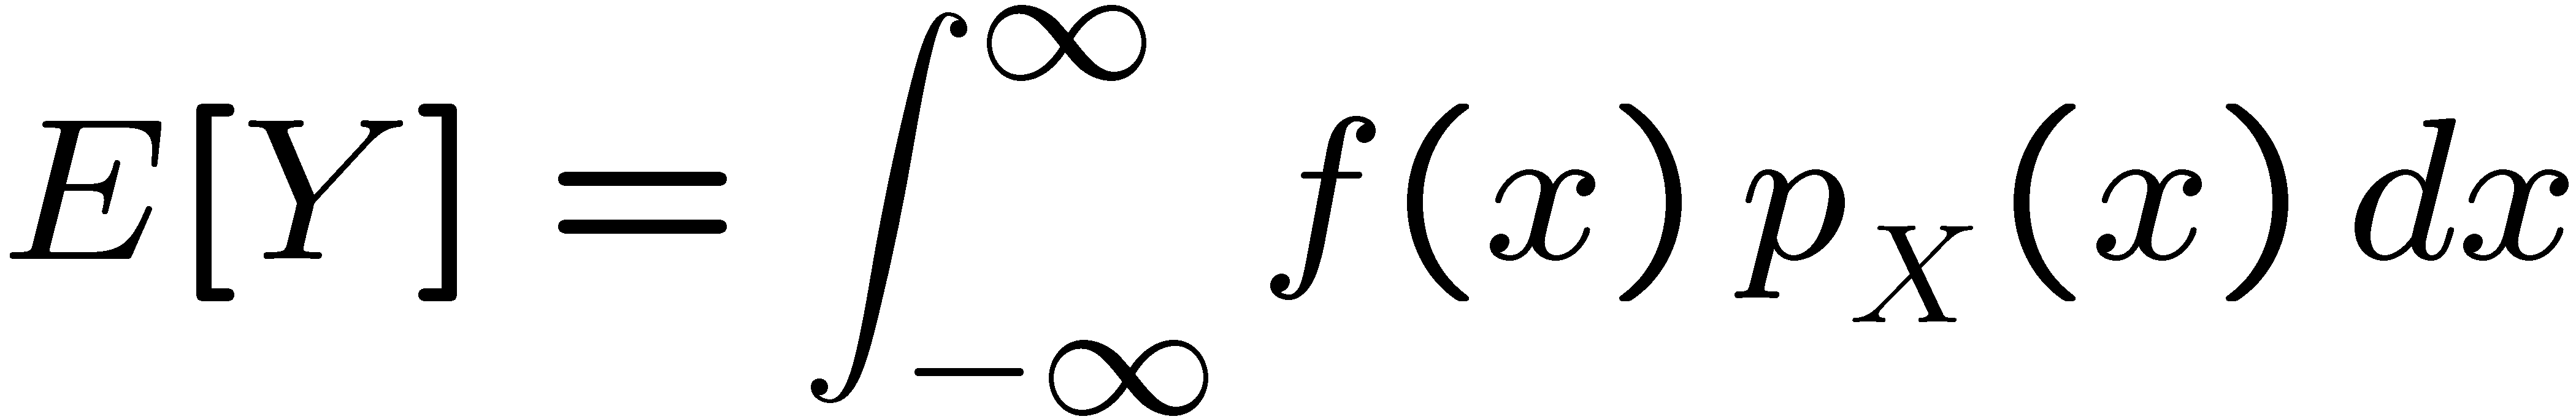 E[Y] = ∫_{-∞}^{∞} f(x) p_X(x) dx